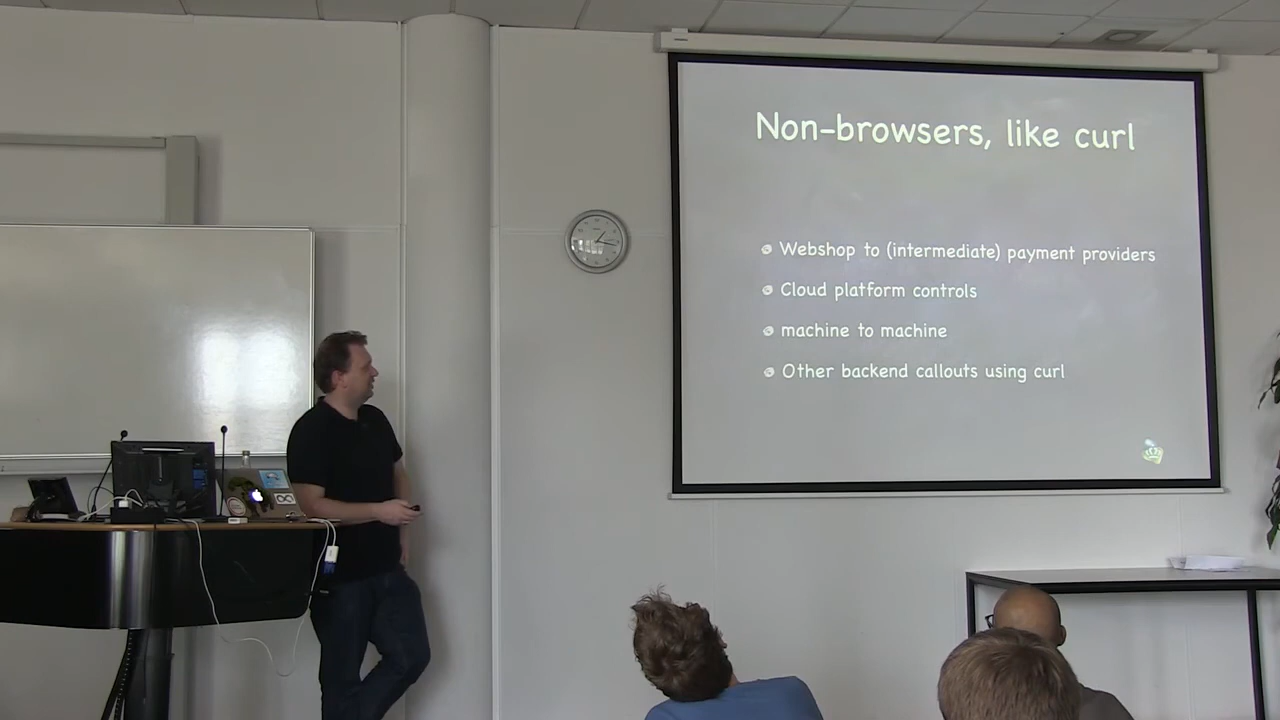 Non-browsers, like curl
Webshop to (intermediate) payment providers
Cloud platform controls
machine to machine
Other backend callouts using curl